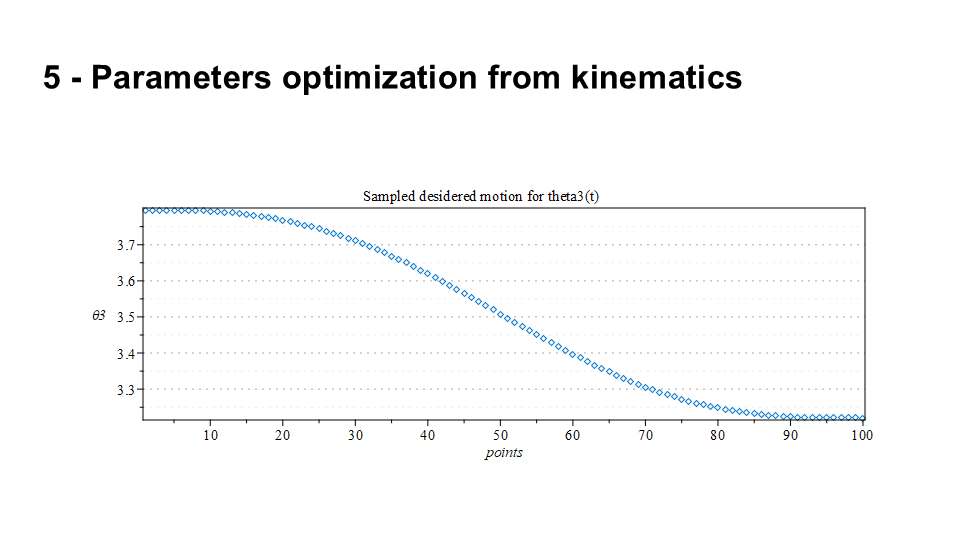 5 - Parameters optimization from kinematics
Sampled desidered motion for theta3(t)
3.7
3.6
θ3 3.5
3.4
3.3
10 20 30 40 50 60 70 80 90 100
points